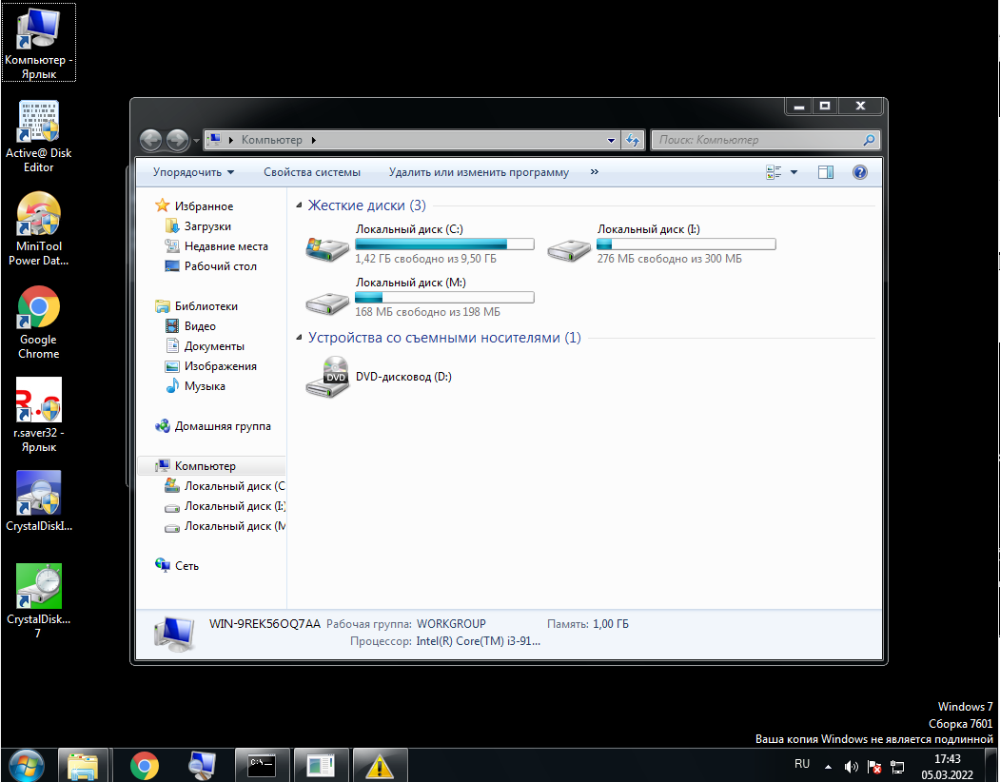 Компьютер -
Ярлык
Active@ Disk
Editor
MiniTool
Power Dat...
Google
Chrome
R.s
r.saver32 -
Ярлык
CrystalDiskI...
CrystalDisk...
7
Компьютер
Поиск: Компьютер
Упорядочить
Свойства системы
Удалить или изменить программу
»
Избранное
Загрузки
Недавние места
Рабочий стол
Библиотеки
Видео
Документы
Изображения
Музыка
Домашняя группа
Компьютер
Локальный диск (C
Локальный диск (I:)
Локальный диск (M
Сеть
Жесткие диски (3)
Локальный диск (C:)
1,42 ГБ свободно из 9,50 ГБ
Локальный диск (I:)
276 МБ свободно из 300 МБ
Локальный диск (M:)
168 МБ свободно из 198 МБ
Устройства со съемными носителями (1)
DVD
DVD-дисковод (D:)
WIN-9REK56OQ7AA Рабочая группа: WORKGROUP Память: 1,00 ГБ
Процессор: Intel(R) Core(TM) i3-91...
Windows 7
Сборка 7601
Ваша копия Windows не является подлинной
C:\_
RU
17:43
05.03.2022